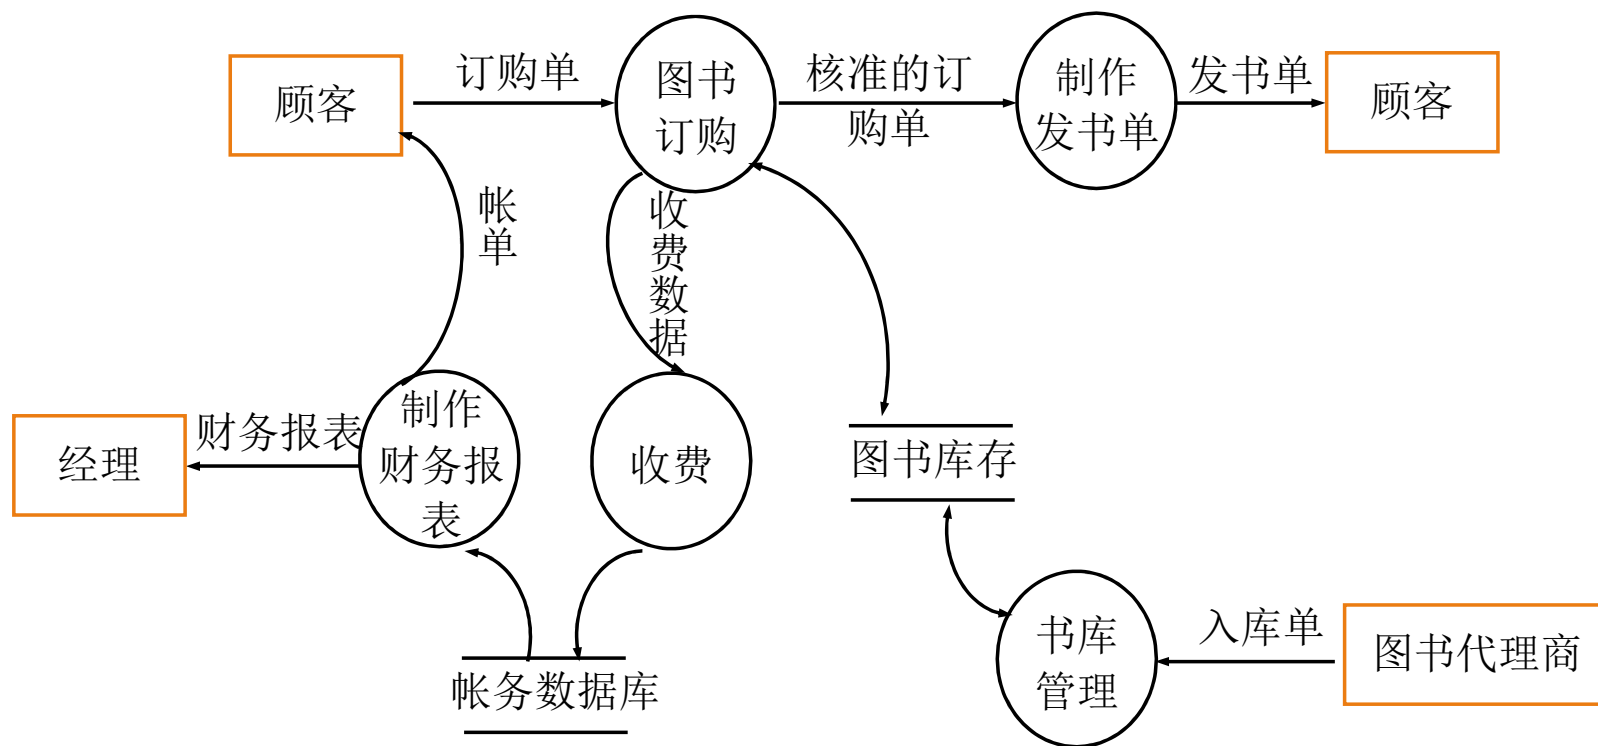 顾客
订购单
图书
订购
核准的订
购单
制作
发书单
发书单
顾客
帐单
收费数据
经理
财务报表
制作
财务报
表
收费
图书库存
帐务数据库
书库
管理
入库单
图书代理商